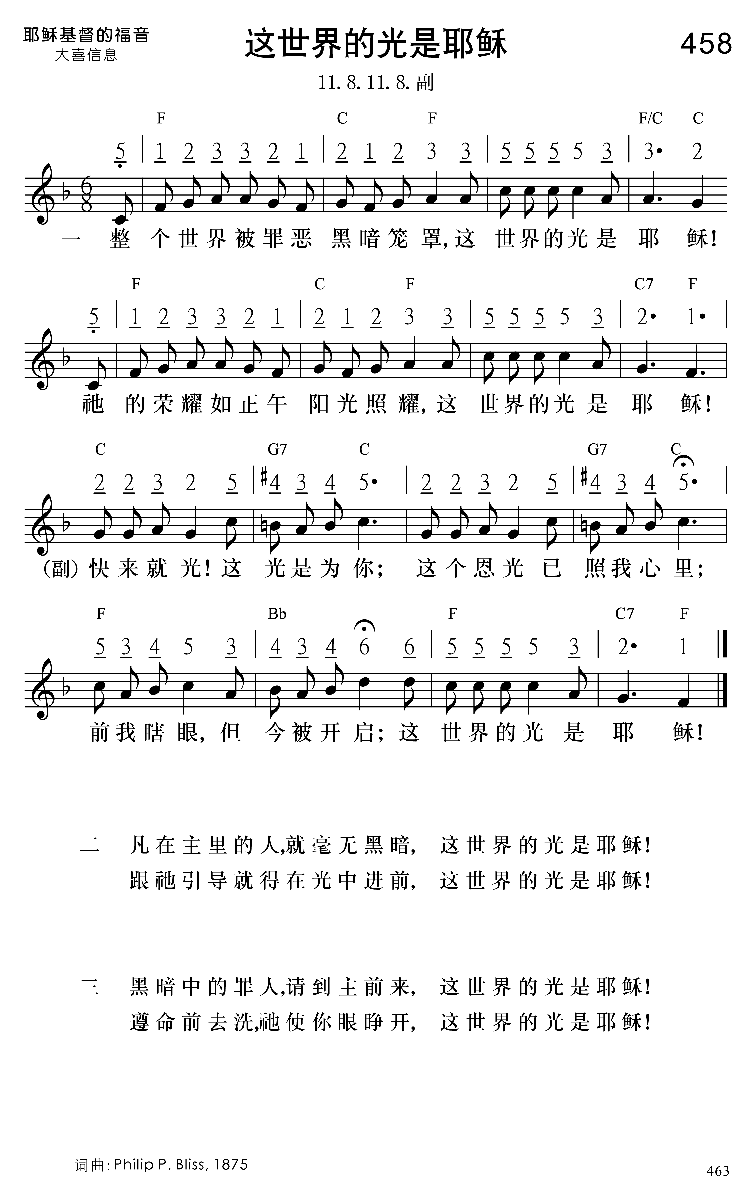 耶稣基督的福音
大喜信息
这世界的光是耶稣
458
11. 8. 11. 8. 副
F C F F/C C
5 | 1 2 3 3 2 1 | 2 1 2 3 3 | 5 5 5 5 3 | 3• 2
一 整 个 世 界 被 罪 恶 黑 暗 笼 罩, 这 世 界 的 光 是 耶 稣!
F C F C7 F
5 | 1 2 3 3 2 1 | 2 1 2 3 3 | 5 5 5 5 3 | 2• 1•
祂 的 荣 耀 如 正 午 阳 光 照 耀, 这 世 界 的 光 是 耶 稣!
C G7 C G7 C
2 2 3 2 5 | #4 3 4 5• | 2 2 3 2 5 | #4 3 4 5•
(副) 快 来 就 光! 这 光 是 为 你; 这 个 恩 光 已 照 我 心 里;
F Bb F C7 F
5 3 4 5 3 | 4 3 4 6 6 | 5 5 5 5 3 | 2• 1
前 我 瞎 眼, 但 今 被 开 启; 这 世 界 的 光 是 耶 稣!
二 凡在主里的人,就毫无黑暗, 这世界的光是耶稣!
跟祂引导就得在光中进前, 这世界的光是耶稣!
三 黑暗中的罪人,请到主前来, 这世界的光是耶稣!
遵命前去洗,祂使你眼睁开, 这世界的光是耶稣!
词曲: Philip P. Bliss, 1875
463